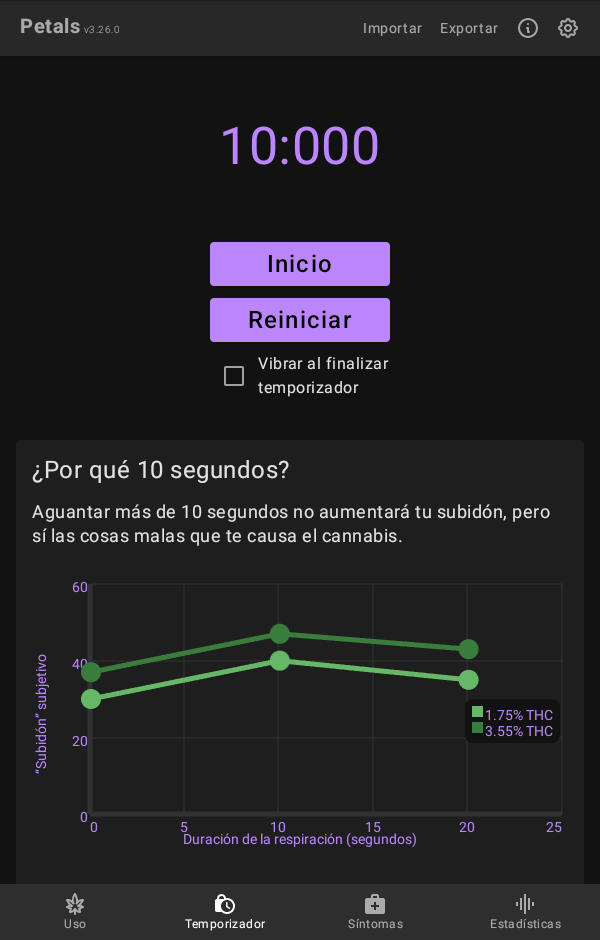 Petals v3.26.0
Importar
Exportar
10:000
Inicio
Reiniciar
Vibrar al finalizar
temporizador
¿Por qué 10 segundos?
Aguantar más de 10 segundos no aumentará tu subidón, pero
sí las cosas malas que te causa el cannabis.
60
40
20
0
"Subidón" subjetivo
1.75% THC
3.55% THC
0 5 10 15 20 25
Duración de la respiración (segundos)
Uso
Temporizador
Síntomas
Estadísticas